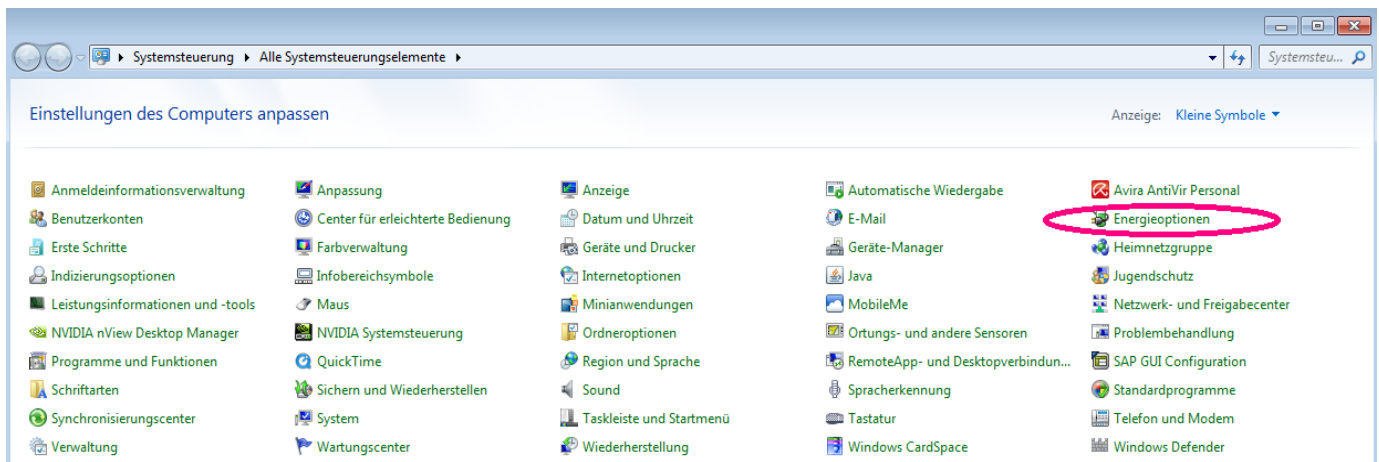 Systemsteuerung Alle Systemsteuerungselemente Systemsteu...
Einstellungen des Computers anpassen Anzeige: Kleine Symbole
Anmeldeinformationsverwaltung Anpassung Anzeige Automatische Wiedergabe Avira AntiVir Personal
Benutzerkonten Center für erleichterte Bedienung Datum und Uhrzeit E-Mail Energieoptionen
Erste Schritte Farbverwaltung Geräte und Drucker Geräte-Manager Heimnetzgruppe
Indizierungsoptionen Infobereichsymbole Internetoptionen Java Jugendschutz
Leistungsinformationen und -tools Maus Minianwendungen MobileMe Netzwerk- und Freigabecenter
NVIDIA nView Desktop Manager NVIDIA Systemsteuerung Ordneroptionen Ortungs- und andere Sensoren Problembehandlung
Programme und Funktionen QuickTime Region und Sprache RemoteApp- und Desktopverbindun... SAP GUI Configuration
Schriftarten Sichern und Wiederherstellen Sound Spracherkennung Standardprogramme
Synchronisierungscenter System Taskleiste und Startmenü Tastatur Telefon und Modem
Verwaltung Wartungscenter Wiederherstellung Windows CardSpace Windows Defender